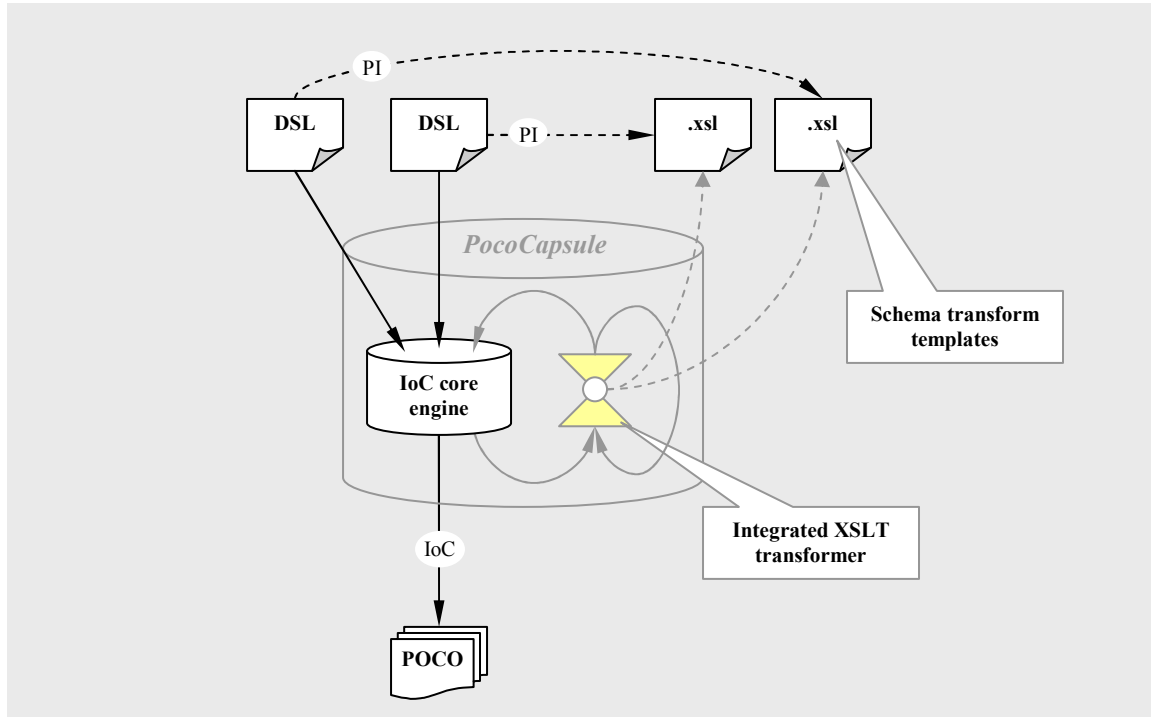 PI
DSL
DSL
PI
.xsl
.xsl
PocoCapsule
Schema transform
templates
IoC core
engine
Integrated XSLT
transformer
IoC
POCO